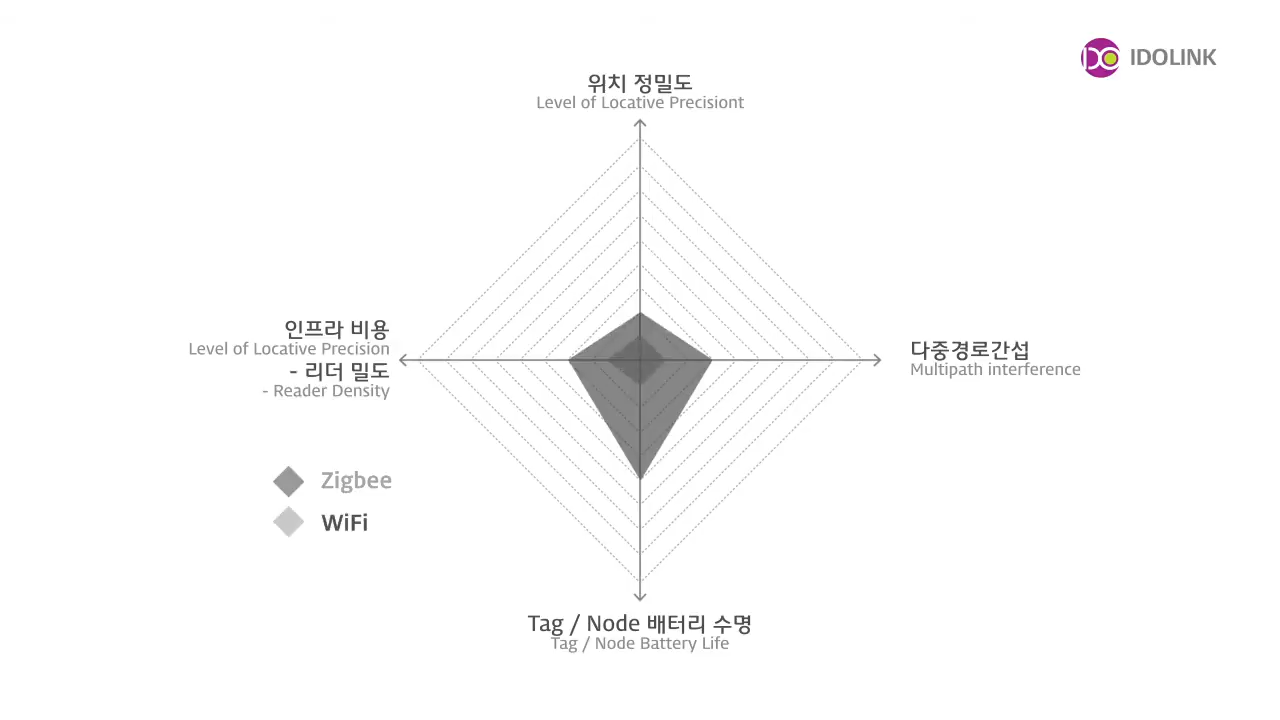 IDOLINK
위치 정밀도
Level of Locative Precisiont
인프라 비용
Level of Locative Precision
- 리더 밀도
- Reader Density
다중경로간섭
Multipath interference
Zigbee
WiFi
Tag / Node 배터리 수명
Tag / Node Battery Life